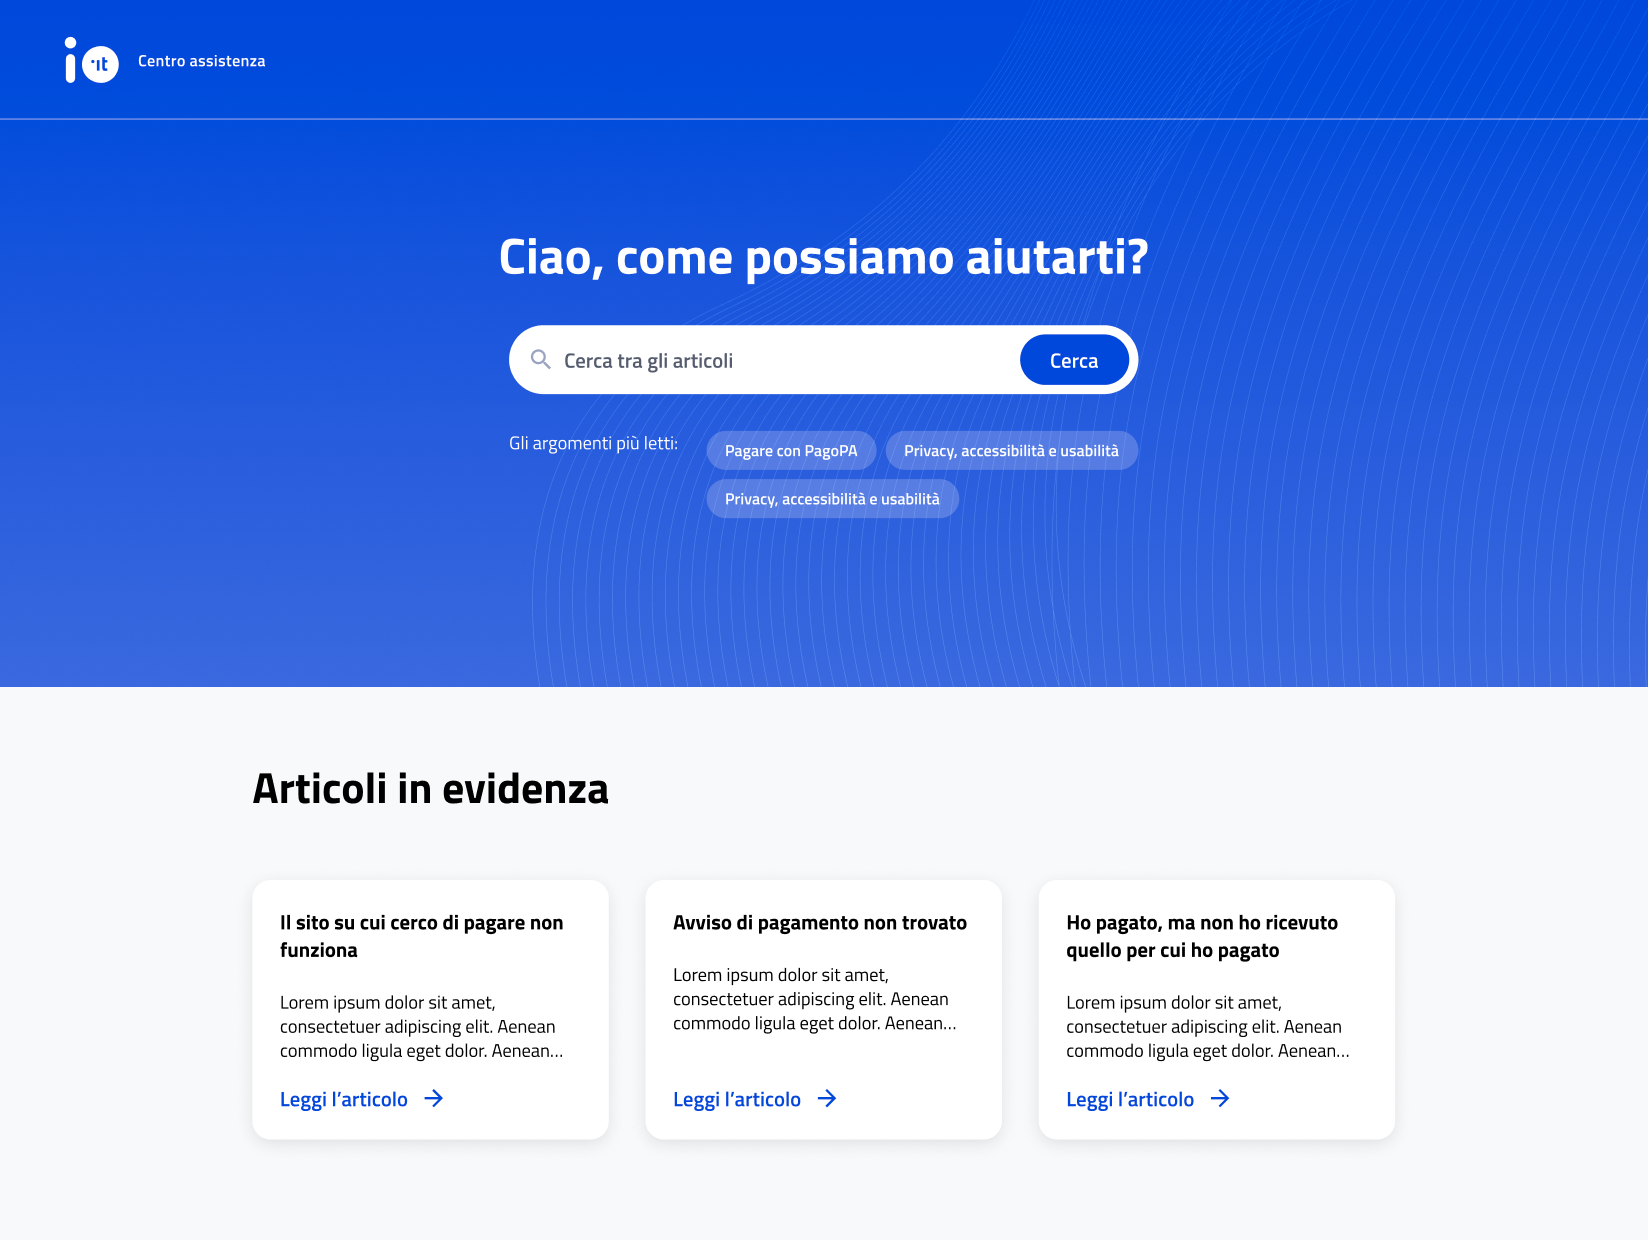 io .it
Centro assistenza
Ciao, come possiamo aiutarti?
Cerca tra gli articoli
Cerca
Gli argomenti più letti:
Pagare con PagoPA
Privacy, accessibilità e usabilità
Privacy, accessibilità e usabilità
Articoli in evidenza
Il sito su cui cerco di pagare non
funziona
Lorem ipsum dolor sit amet,
consectetuer adipiscing elit. Aenean
commodo ligula eget dolor. Aenean...
Leggi l’articolo
Avviso di pagamento non trovato
Lorem ipsum dolor sit amet,
consectetuer adipiscing elit. Aenean
commodo ligula eget dolor. Aenean...
Leggi l’articolo
Ho pagato, ma non ho ricevuto
quello per cui ho pagato
Lorem ipsum dolor sit amet,
consectetuer adipiscing elit. Aenean
commodo ligula eget dolor. Aenean...
Leggi l’articolo